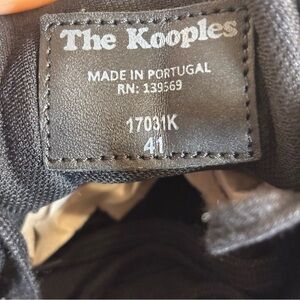 The Kooples
MADE IN PORTUGAL
RN: 139569
17031K
41